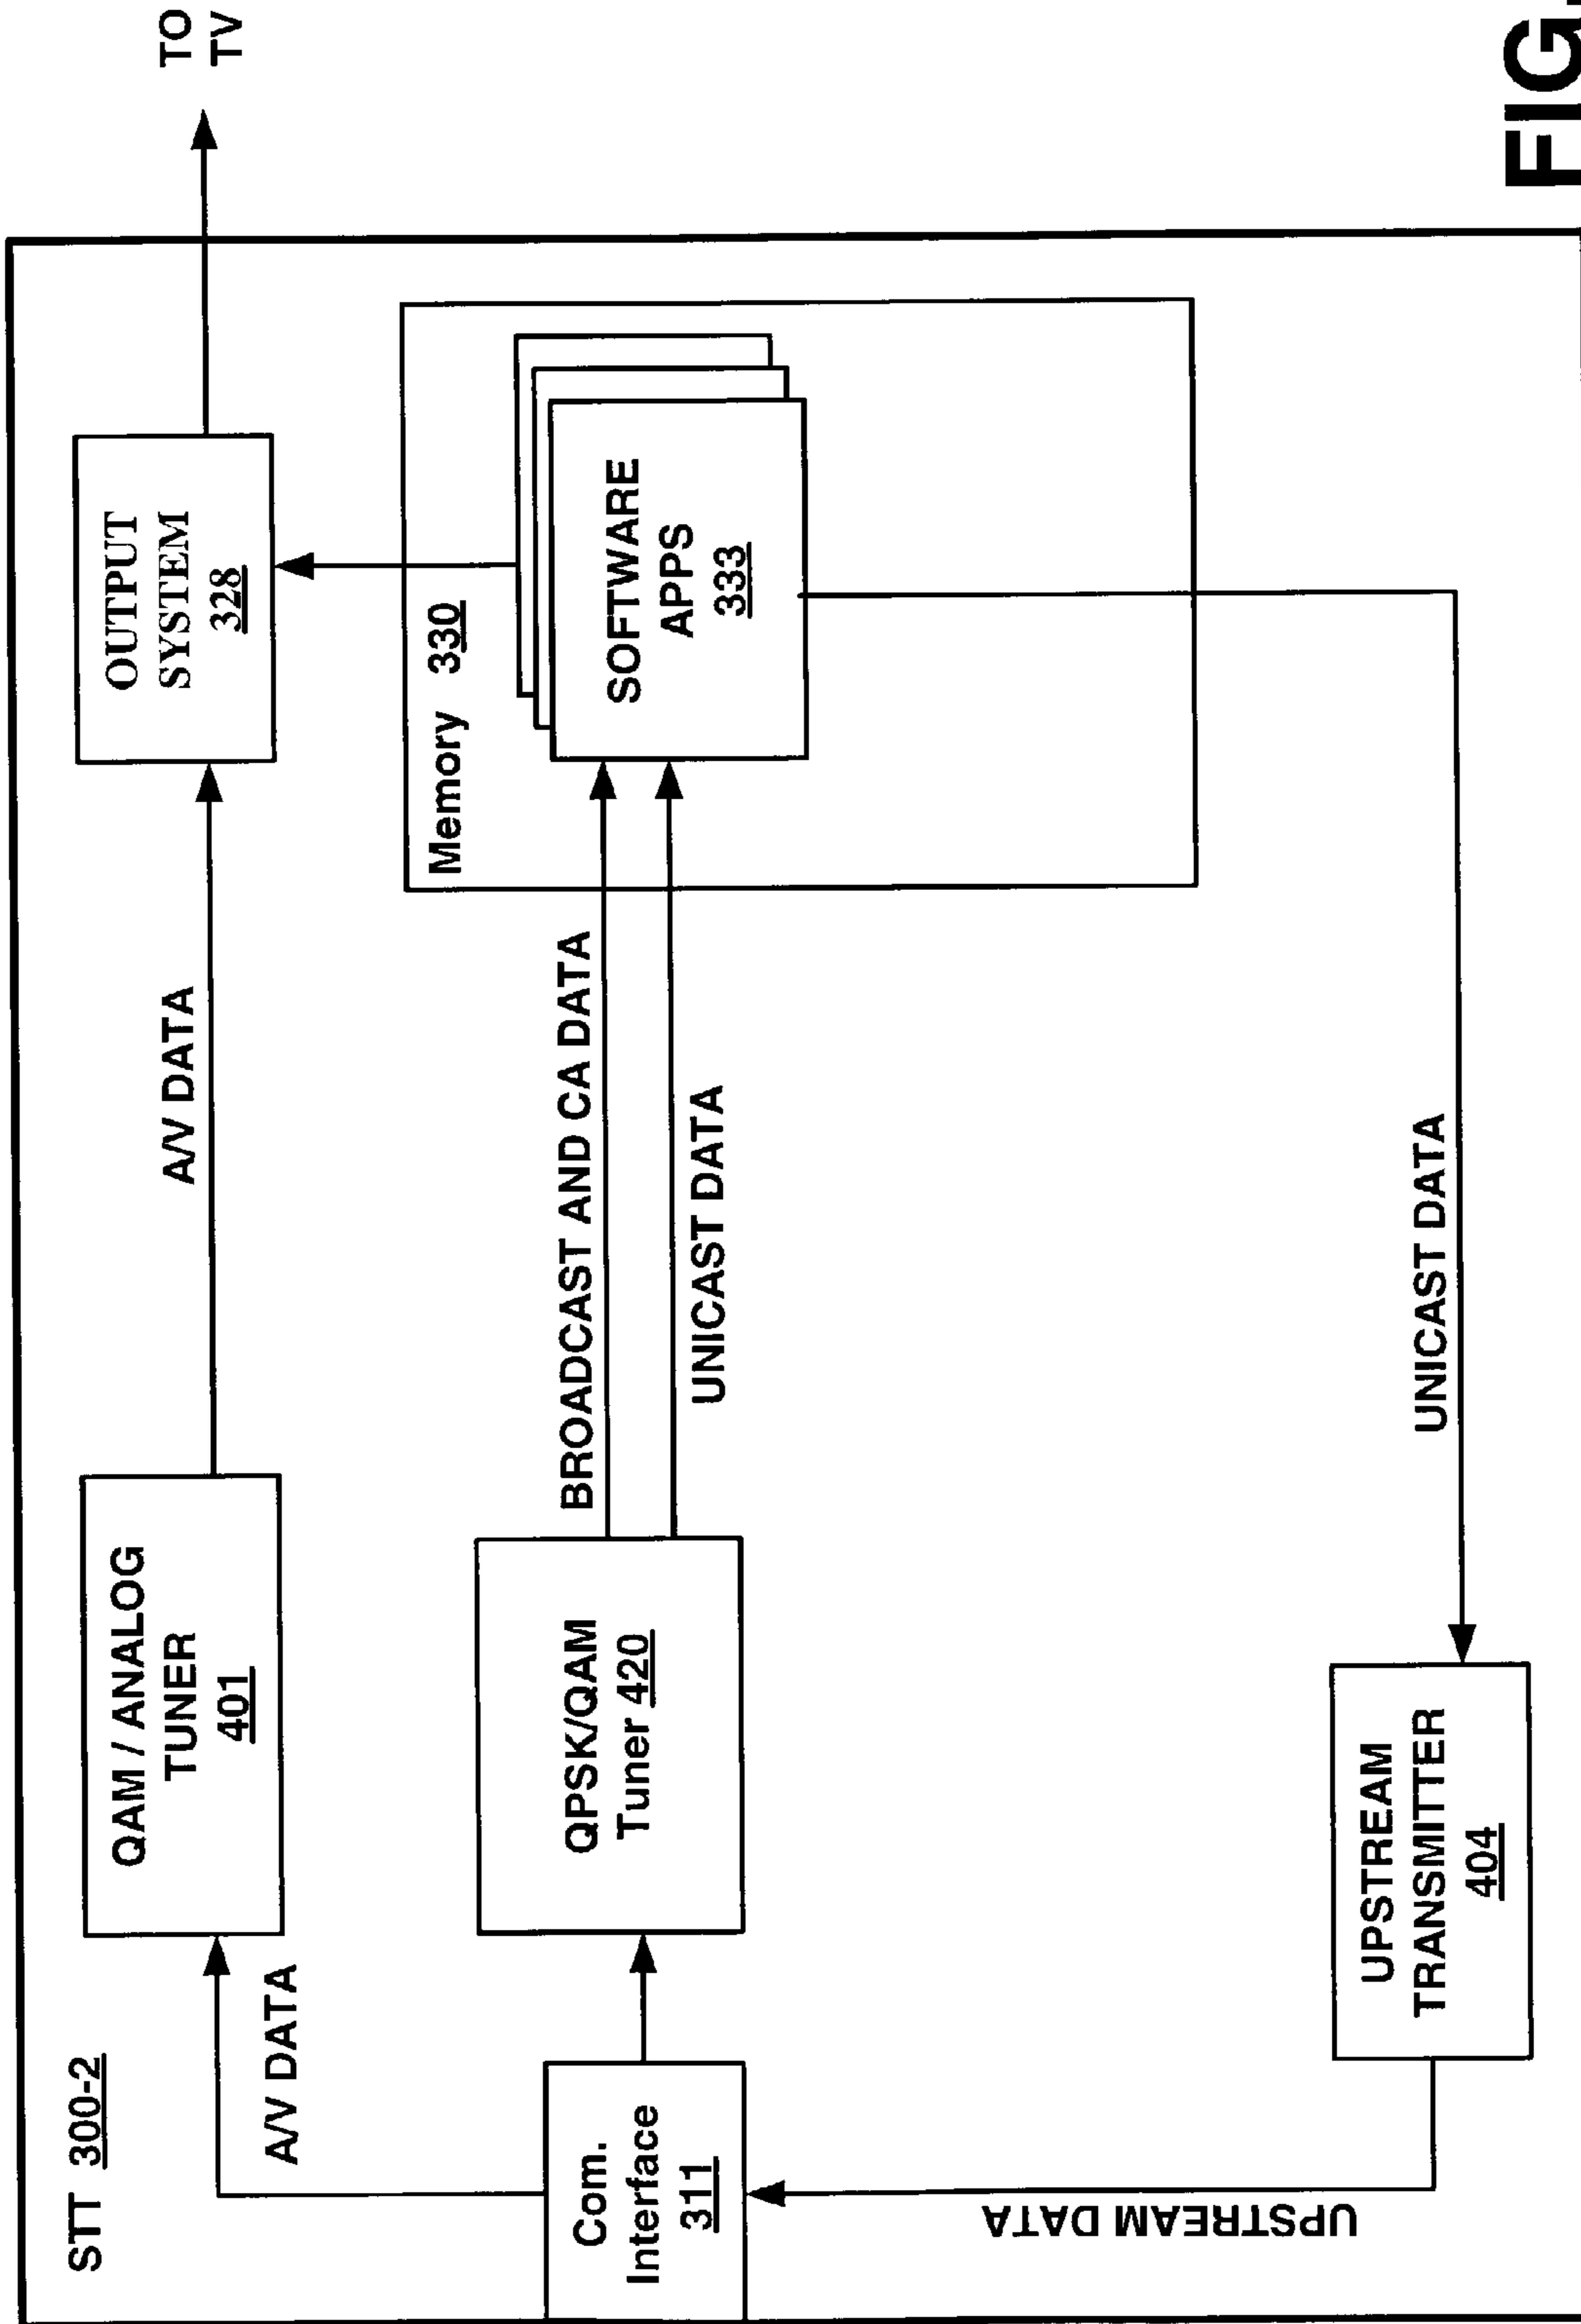 STT 300-2
QAM / ANALOG
TUNER
401
A/V DATA
OUTPUT
SYSTEM
328
TO
TV
A/V DATA
Com.
Interface
311
QPSK/QAM
Tuner 420
BROADCAST AND CA DATA
UNICAST DATA
Memory 330
SOFTWARE
APPS
333
UPSTREAM DATA
UPSTREAM
TRANSMITTER
404
UNICAST DATA
FIG.